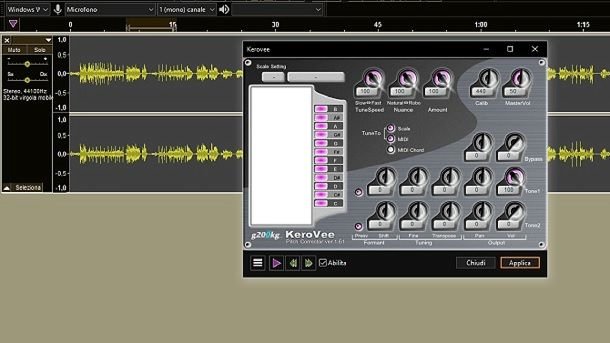 Windows W
Microfono
1 (mono) canale
0 15 30 45 1:00 1:15
Muto Solo
Stereo, 44100Hz
32-bit virgola mobile
Seleziona
1,0
0,5
0,0
-0,5
-1,0
1,0
0,5
0,0
-0,5
-1,0
Kerovee
Scale Setting
- -
100 100 100 440 50
Slow Fast Natural Robo
TuneSpeed Nuance Amount Calib MasterVol
B
A#
A
G#
G
F#
F
E
D#
D
C#
C
TuneTo
Scale
MIDI
MIDI Chord
0 0
Bypass
0 0 0 0 100 Tone1
0 0 0 0 0 Tone2
Presv Shift Fine Transpose Pan Vol
Formant Tuning Output
g200kg KeroVee
Pitch Corrector ver.1.61
Abilita
Chiudi
Applica